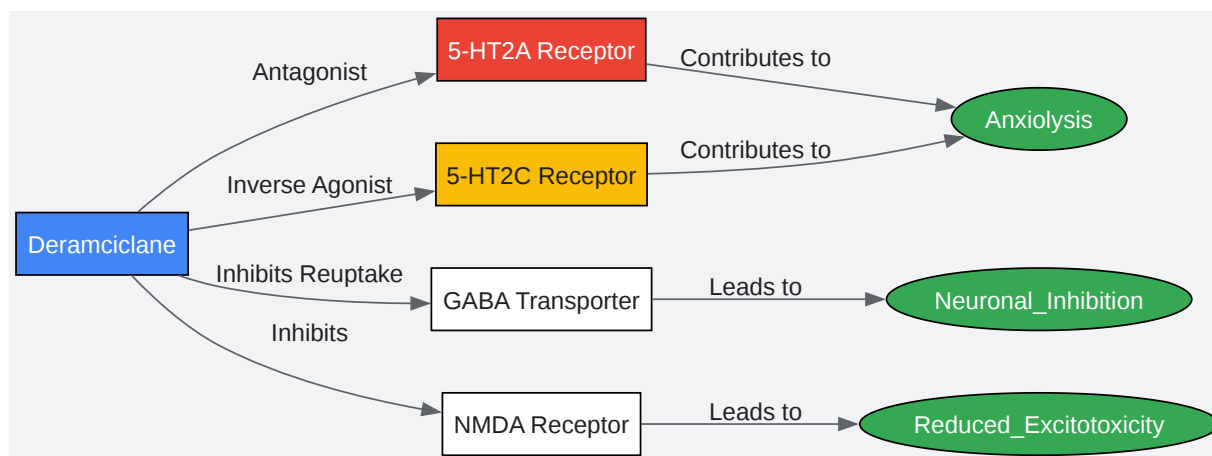 5-HT2A Receptor
Contributes to
Antagonist
Anxiolysis
Contributes to
5-HT2C Receptor
Inverse Agonist
Deramciclane
Inhibits Reuptake
GABA Transporter
Leads to
Neuronal_Inhibition
Inhibits
NMDA Receptor
Leads to
Reduced_Excitotoxicity